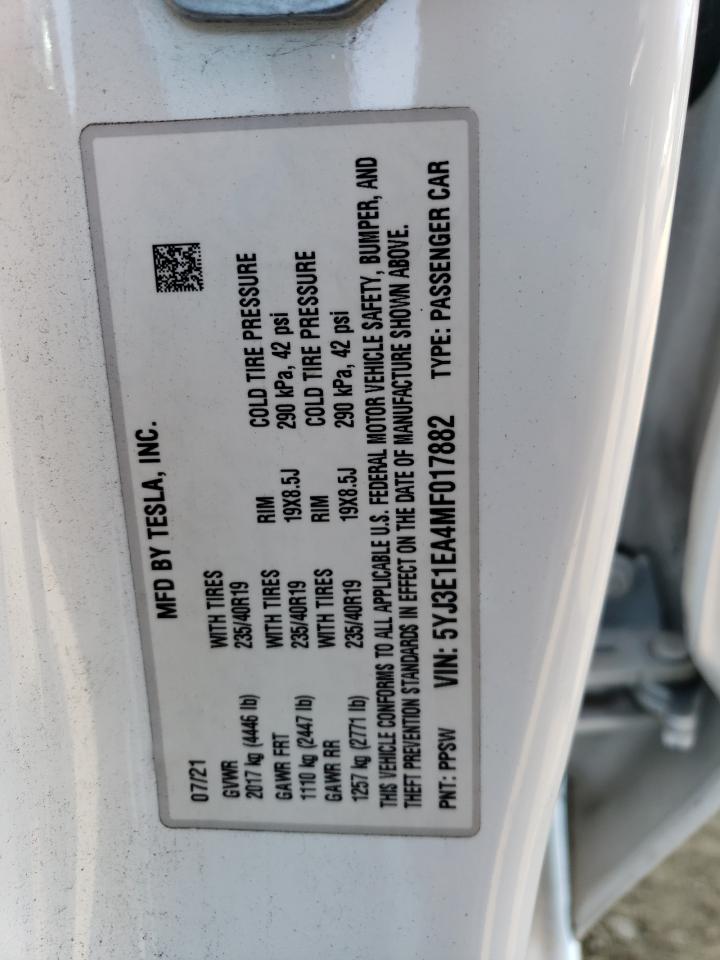 MFD BY TESLA, INC.
07/21
GVWR WITH TIRES
2017 kg (4446 lb) 235/40R19 RIM COLD TIRE PRESSURE
GAWR FRT WITH TIRES 19X8.5J 290 kPa, 42 psi
1110 kg (2447 lb) 235/40R19 RIM COLD TIRE PRESSURE
GAWR RR WITH TIRES 19X8.5J 290 kPa, 42 psi
1257 kg (2771 lb) 235/40R19
THIS VEHICLE CONFORMS TO ALL APPLICABLE U.S. FEDERAL MOTOR VEHICLE SAFETY, BUMPER, AND
THEFT PREVENTION STANDARDS IN EFFECT ON THE DATE OF MANUFACTURE SHOWN ABOVE.
PNT: PPSW VIN: 5YJ3E1EA4MF017882 TYPE: PASSENGER CAR